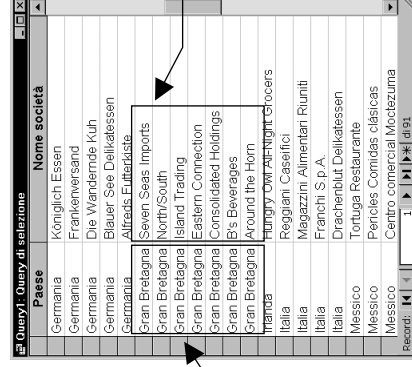 Query1: Query di selezione
Paese Nome società
Germania Königlich Essen
Germania Frankenversand
Germania Die Wandernde Kuh
Germania Blauer See Delikatessen
Germania Alfreds Futterkiste
Gran Bretagna Seven Seas Imports
Gran Bretagna North/South
Gran Bretagna Island Trading
Gran Bretagna Eastern Connection
Gran Bretagna Consolidated Holdings
Gran Bretagna B's Beverages
Gran Bretagna Around the Horn
Irlanda Hungry Owl All-Night Grocers
Italia Reggiani Caseifici
Italia Magazzini Alimentari Riuniti
Italia Franchi S.p.A.
Italia Drachenblut Delikatessen
Messico Tortuga Restaurante
Messico Pericles Comidas clásicas
Messico Centro comercial Moctezuma
Record: 1 di 91